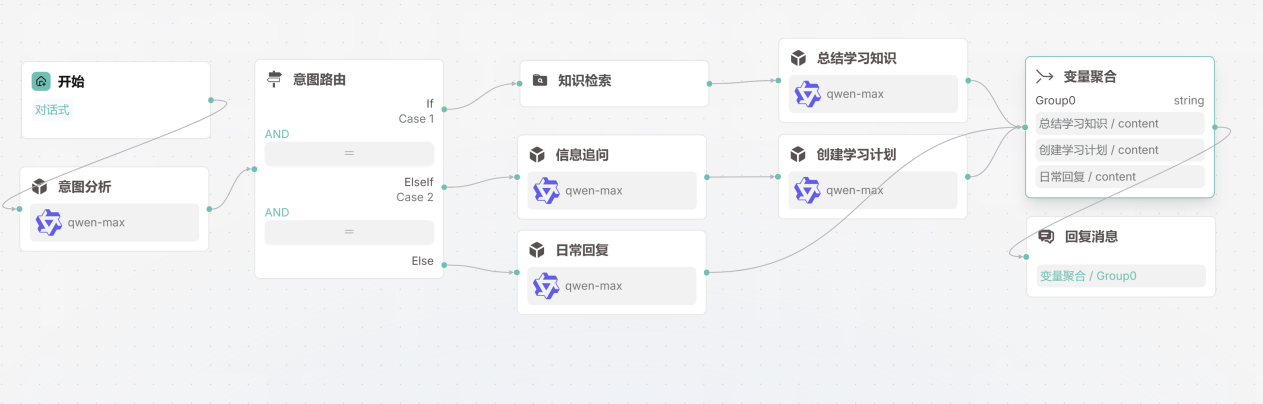 开始
对话式
意图分析
qwen-max
意图路由
If
Case 1
AND
=
ElseIf
Case 2
AND
=
Else
知识检索
信息追问
qwen-max
日常回复
qwen-max
总结学习知识
qwen-max
创建学习计划
qwen-max
变量聚合
Group0 string
总结学习知识 / content
创建学习计划 / content
日常回复 / content
回复消息
变量聚合 / Group0